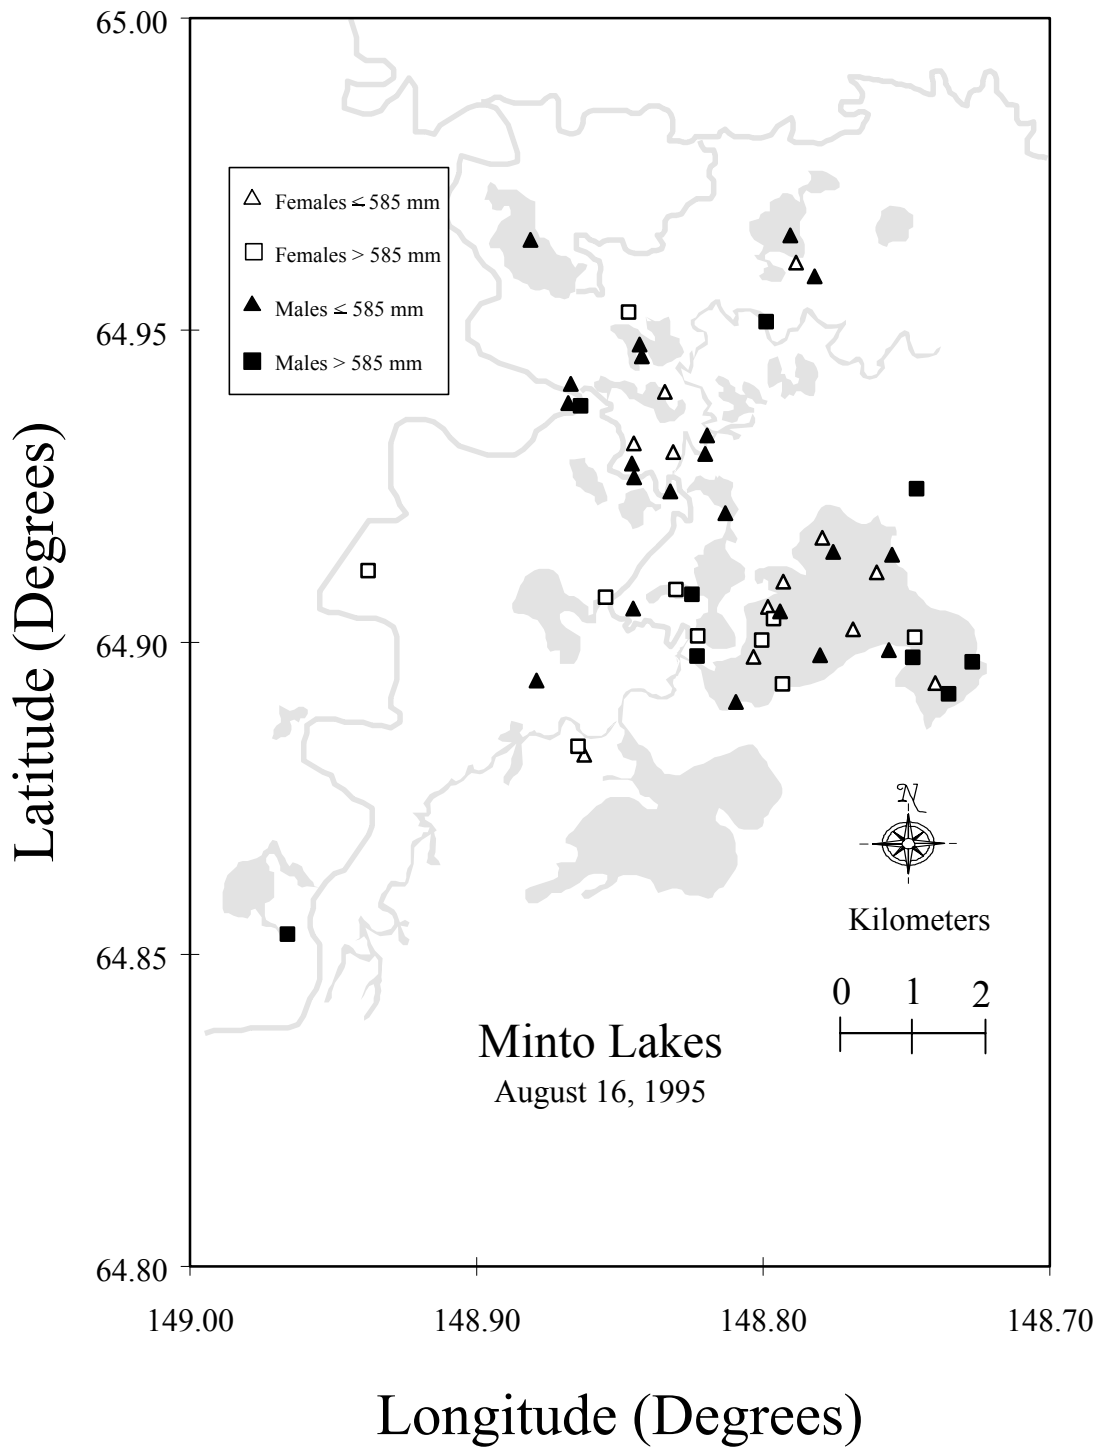 65.00
Females ≤ 585 mm
Females > 585 mm
Males ≤ 585 mm
Males > 585 mm
64.95
64.90
64.85
64.80
Latitude (Degrees)
N
Kilometers
0 1 2
Minto Lakes
August 16, 1995
149.00 148.90 148.80 148.70
Longitude (Degrees)